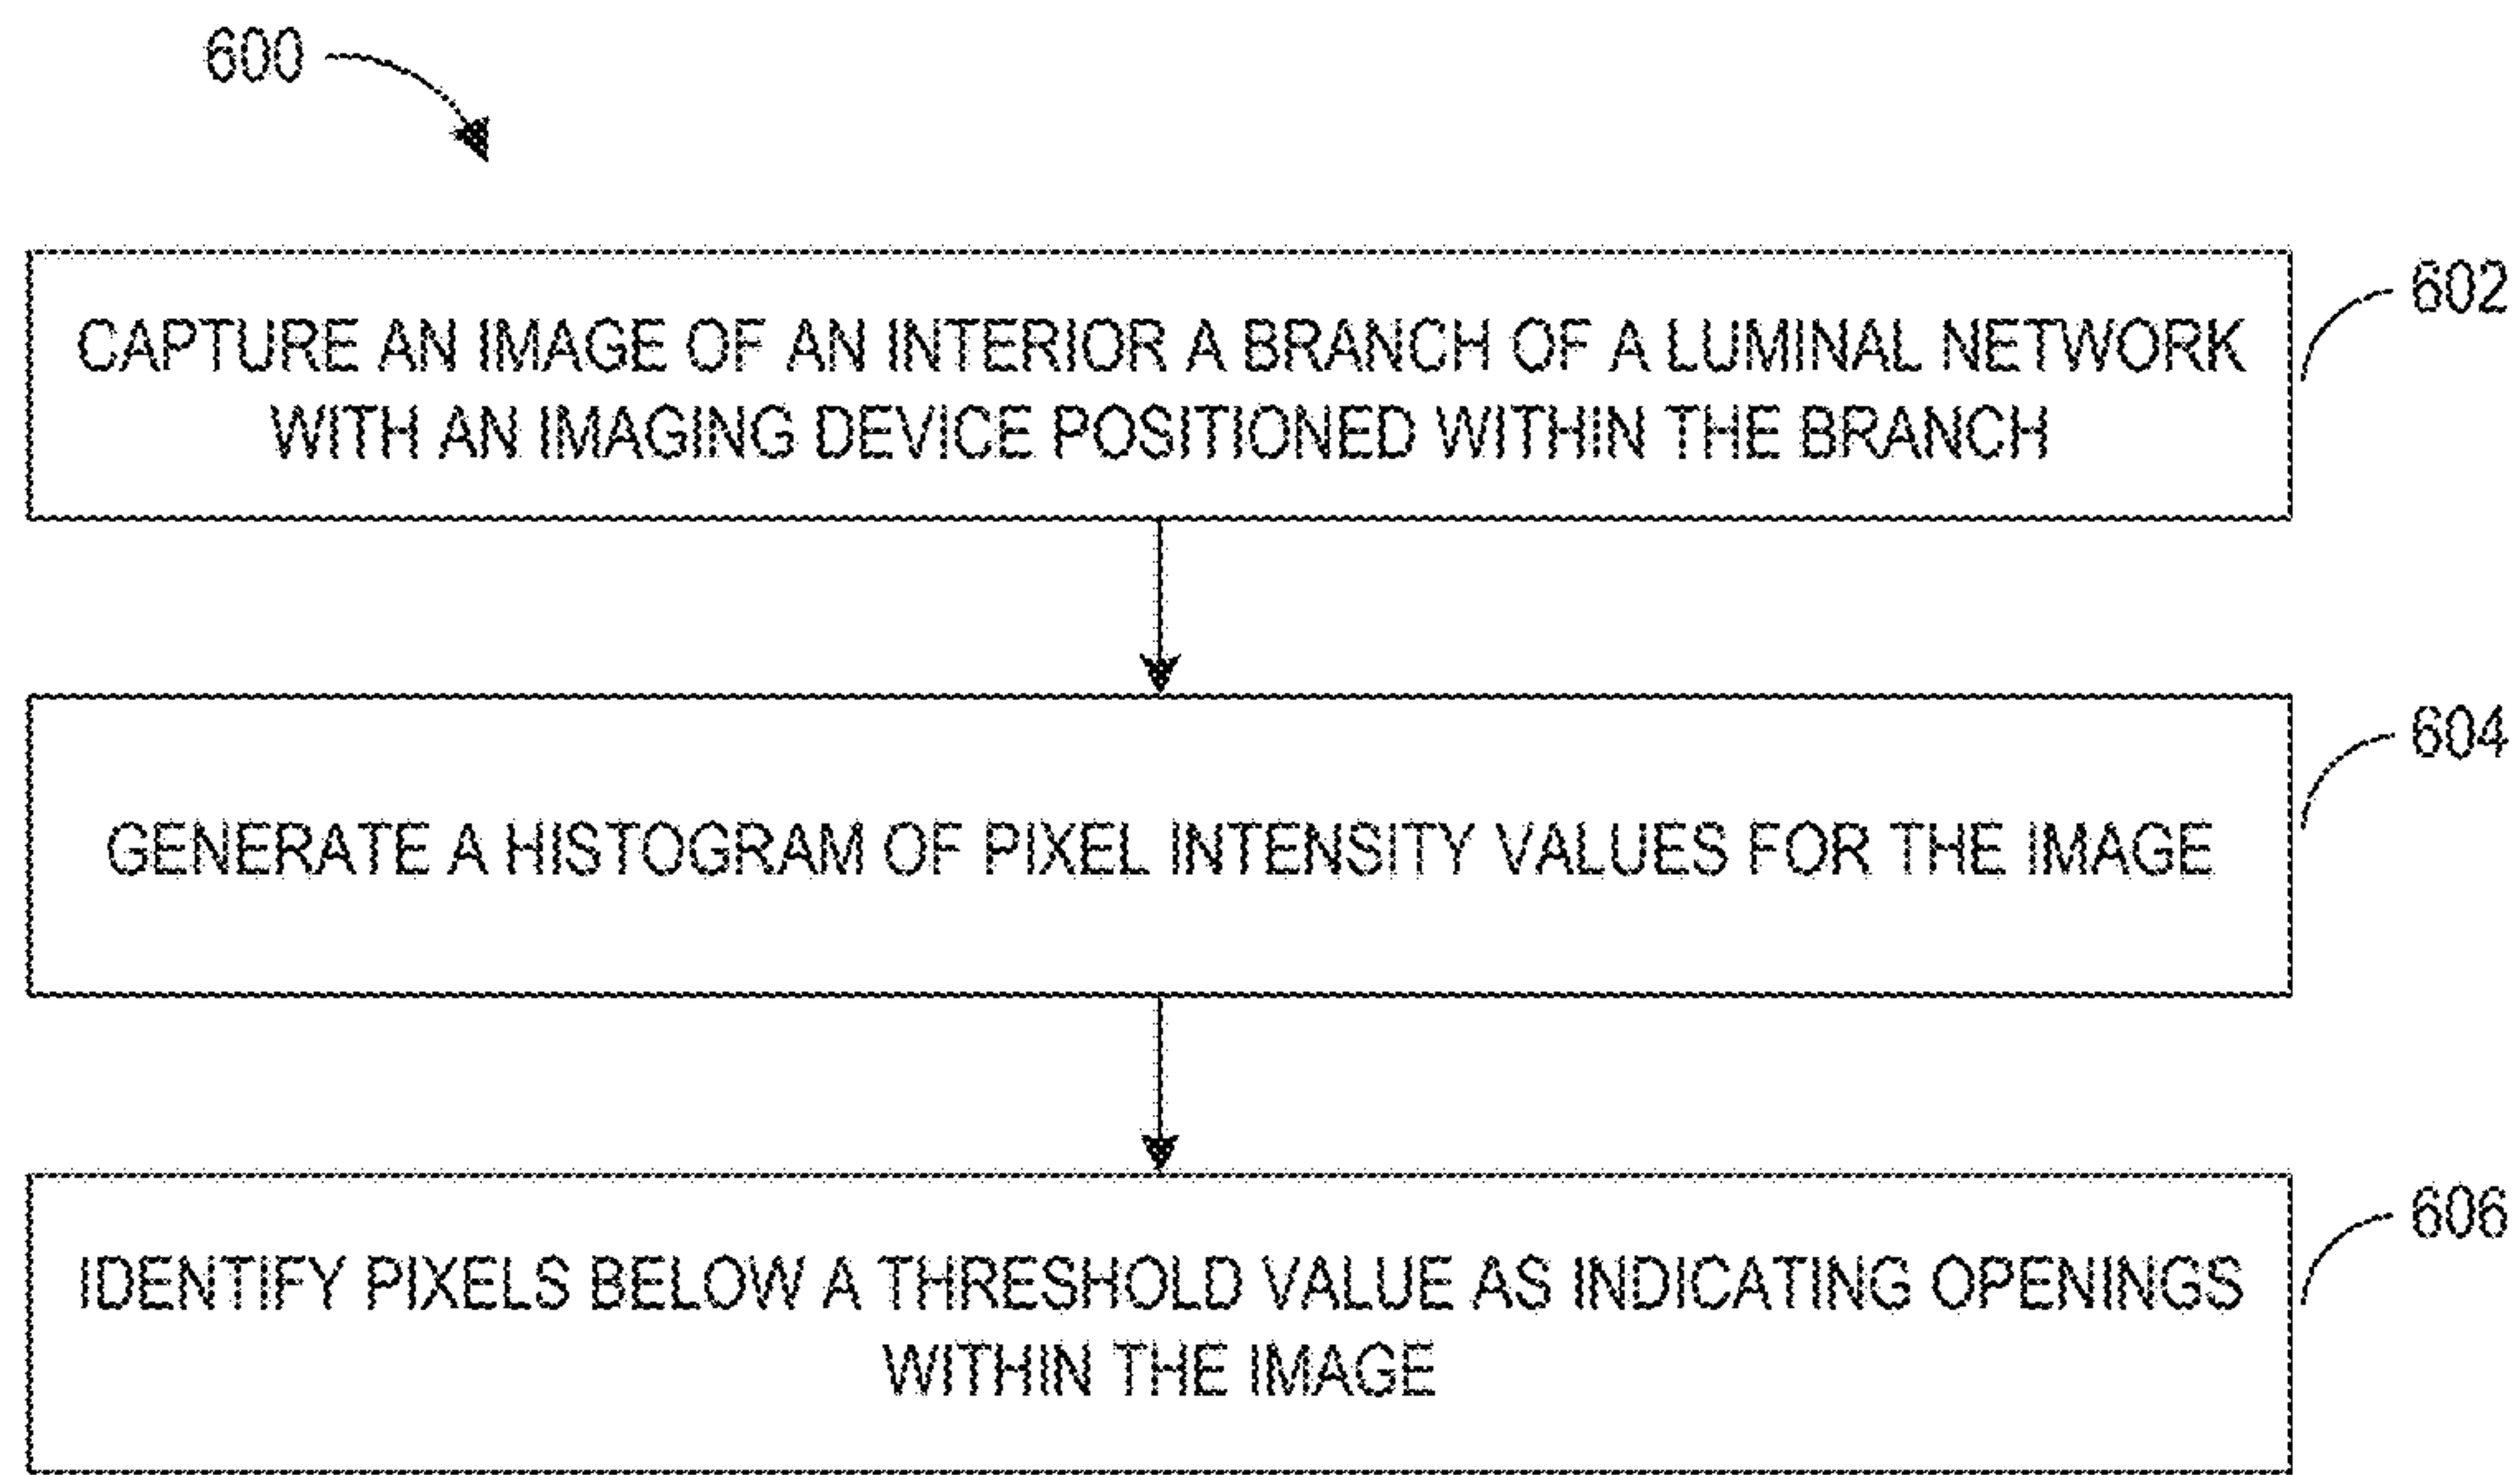 600
CAPTURE AN IMAGE OF AN INTERIOR A BRANCH OF A LUMINAL NETWORK
WITH AN IMAGING DEVICE POSITIONED WITHIN THE BRANCH
602
GENERATE A HISTOGRAM OF PIXEL INTENSITY VALUES FOR THE IMAGE
604
IDENTIFY PIXELS BELOW A THRESHOLD VALUE AS INDICATING OPENINGS
WITHIN THE IMAGE
606